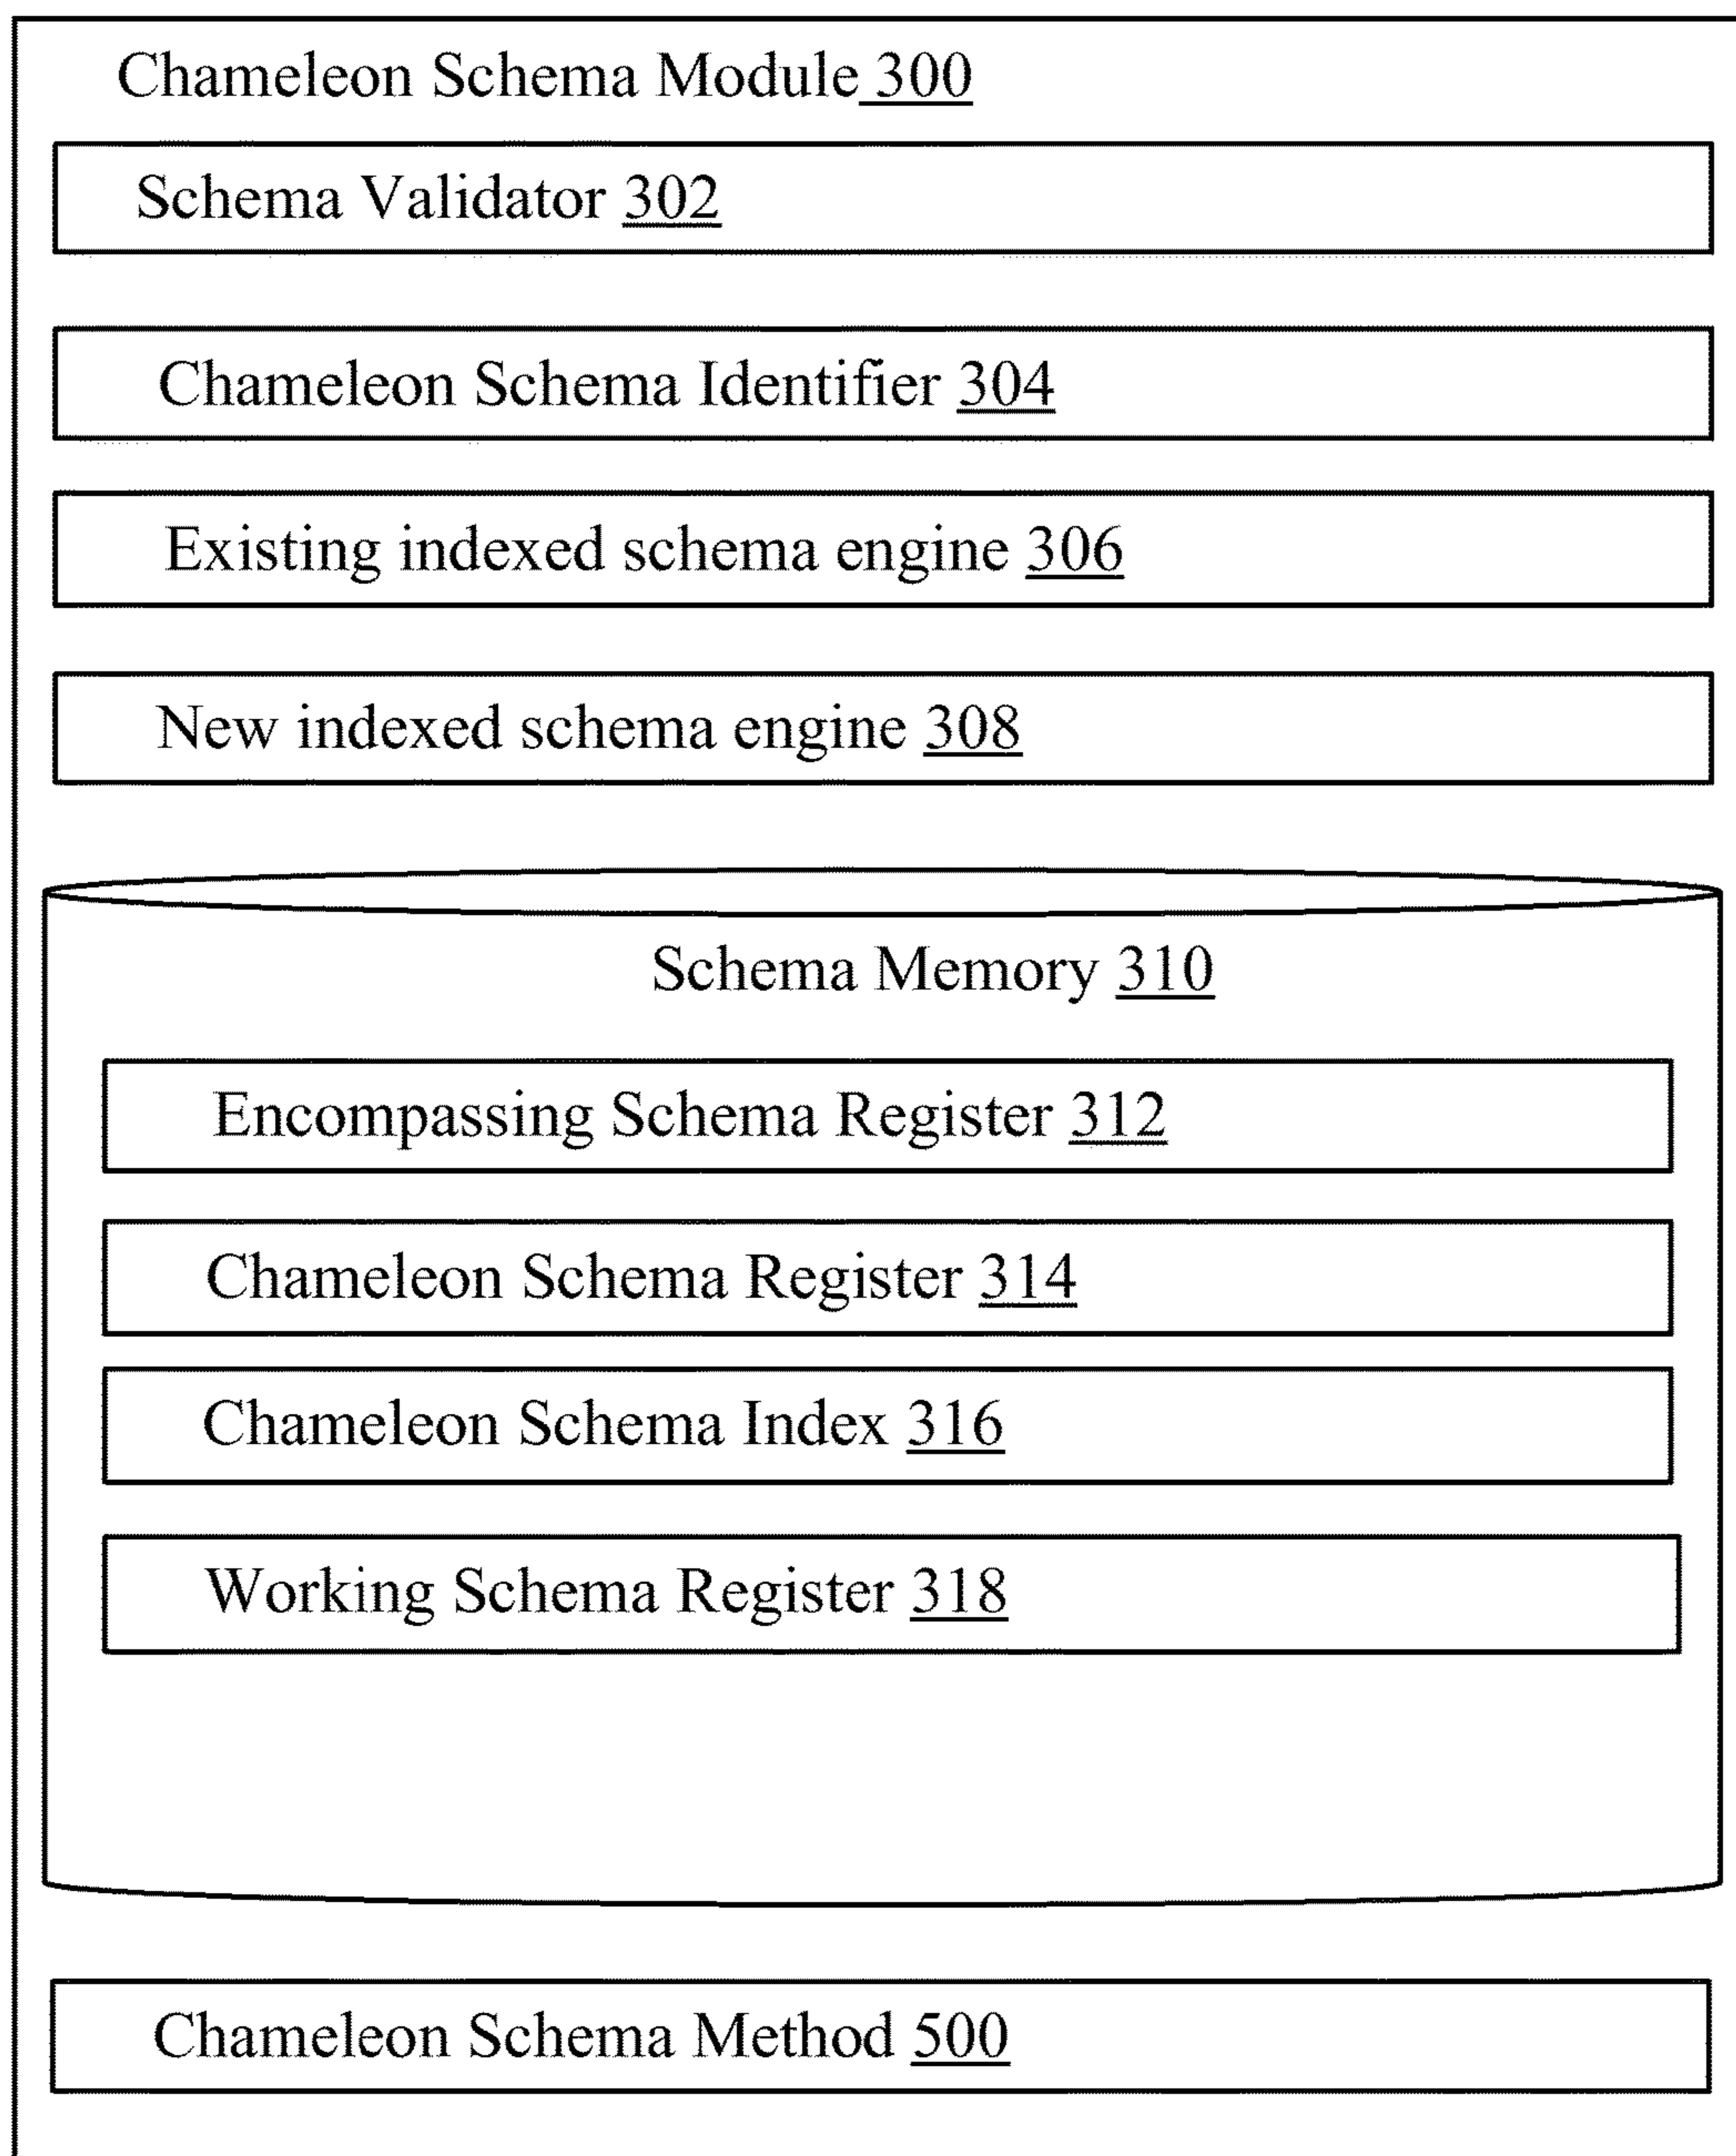 Chameleon Schema Module 300
Schema Validator 302
Chameleon Schema Identifier 304
Existing indexed schema engine 306
New indexed schema engine 308
Schema Memory 310
Encompassing Schema Register 312
Chameleon Schema Register 314
Chameleon Schema Index 316
Working Schema Register 318
Chameleon Schema Method 500